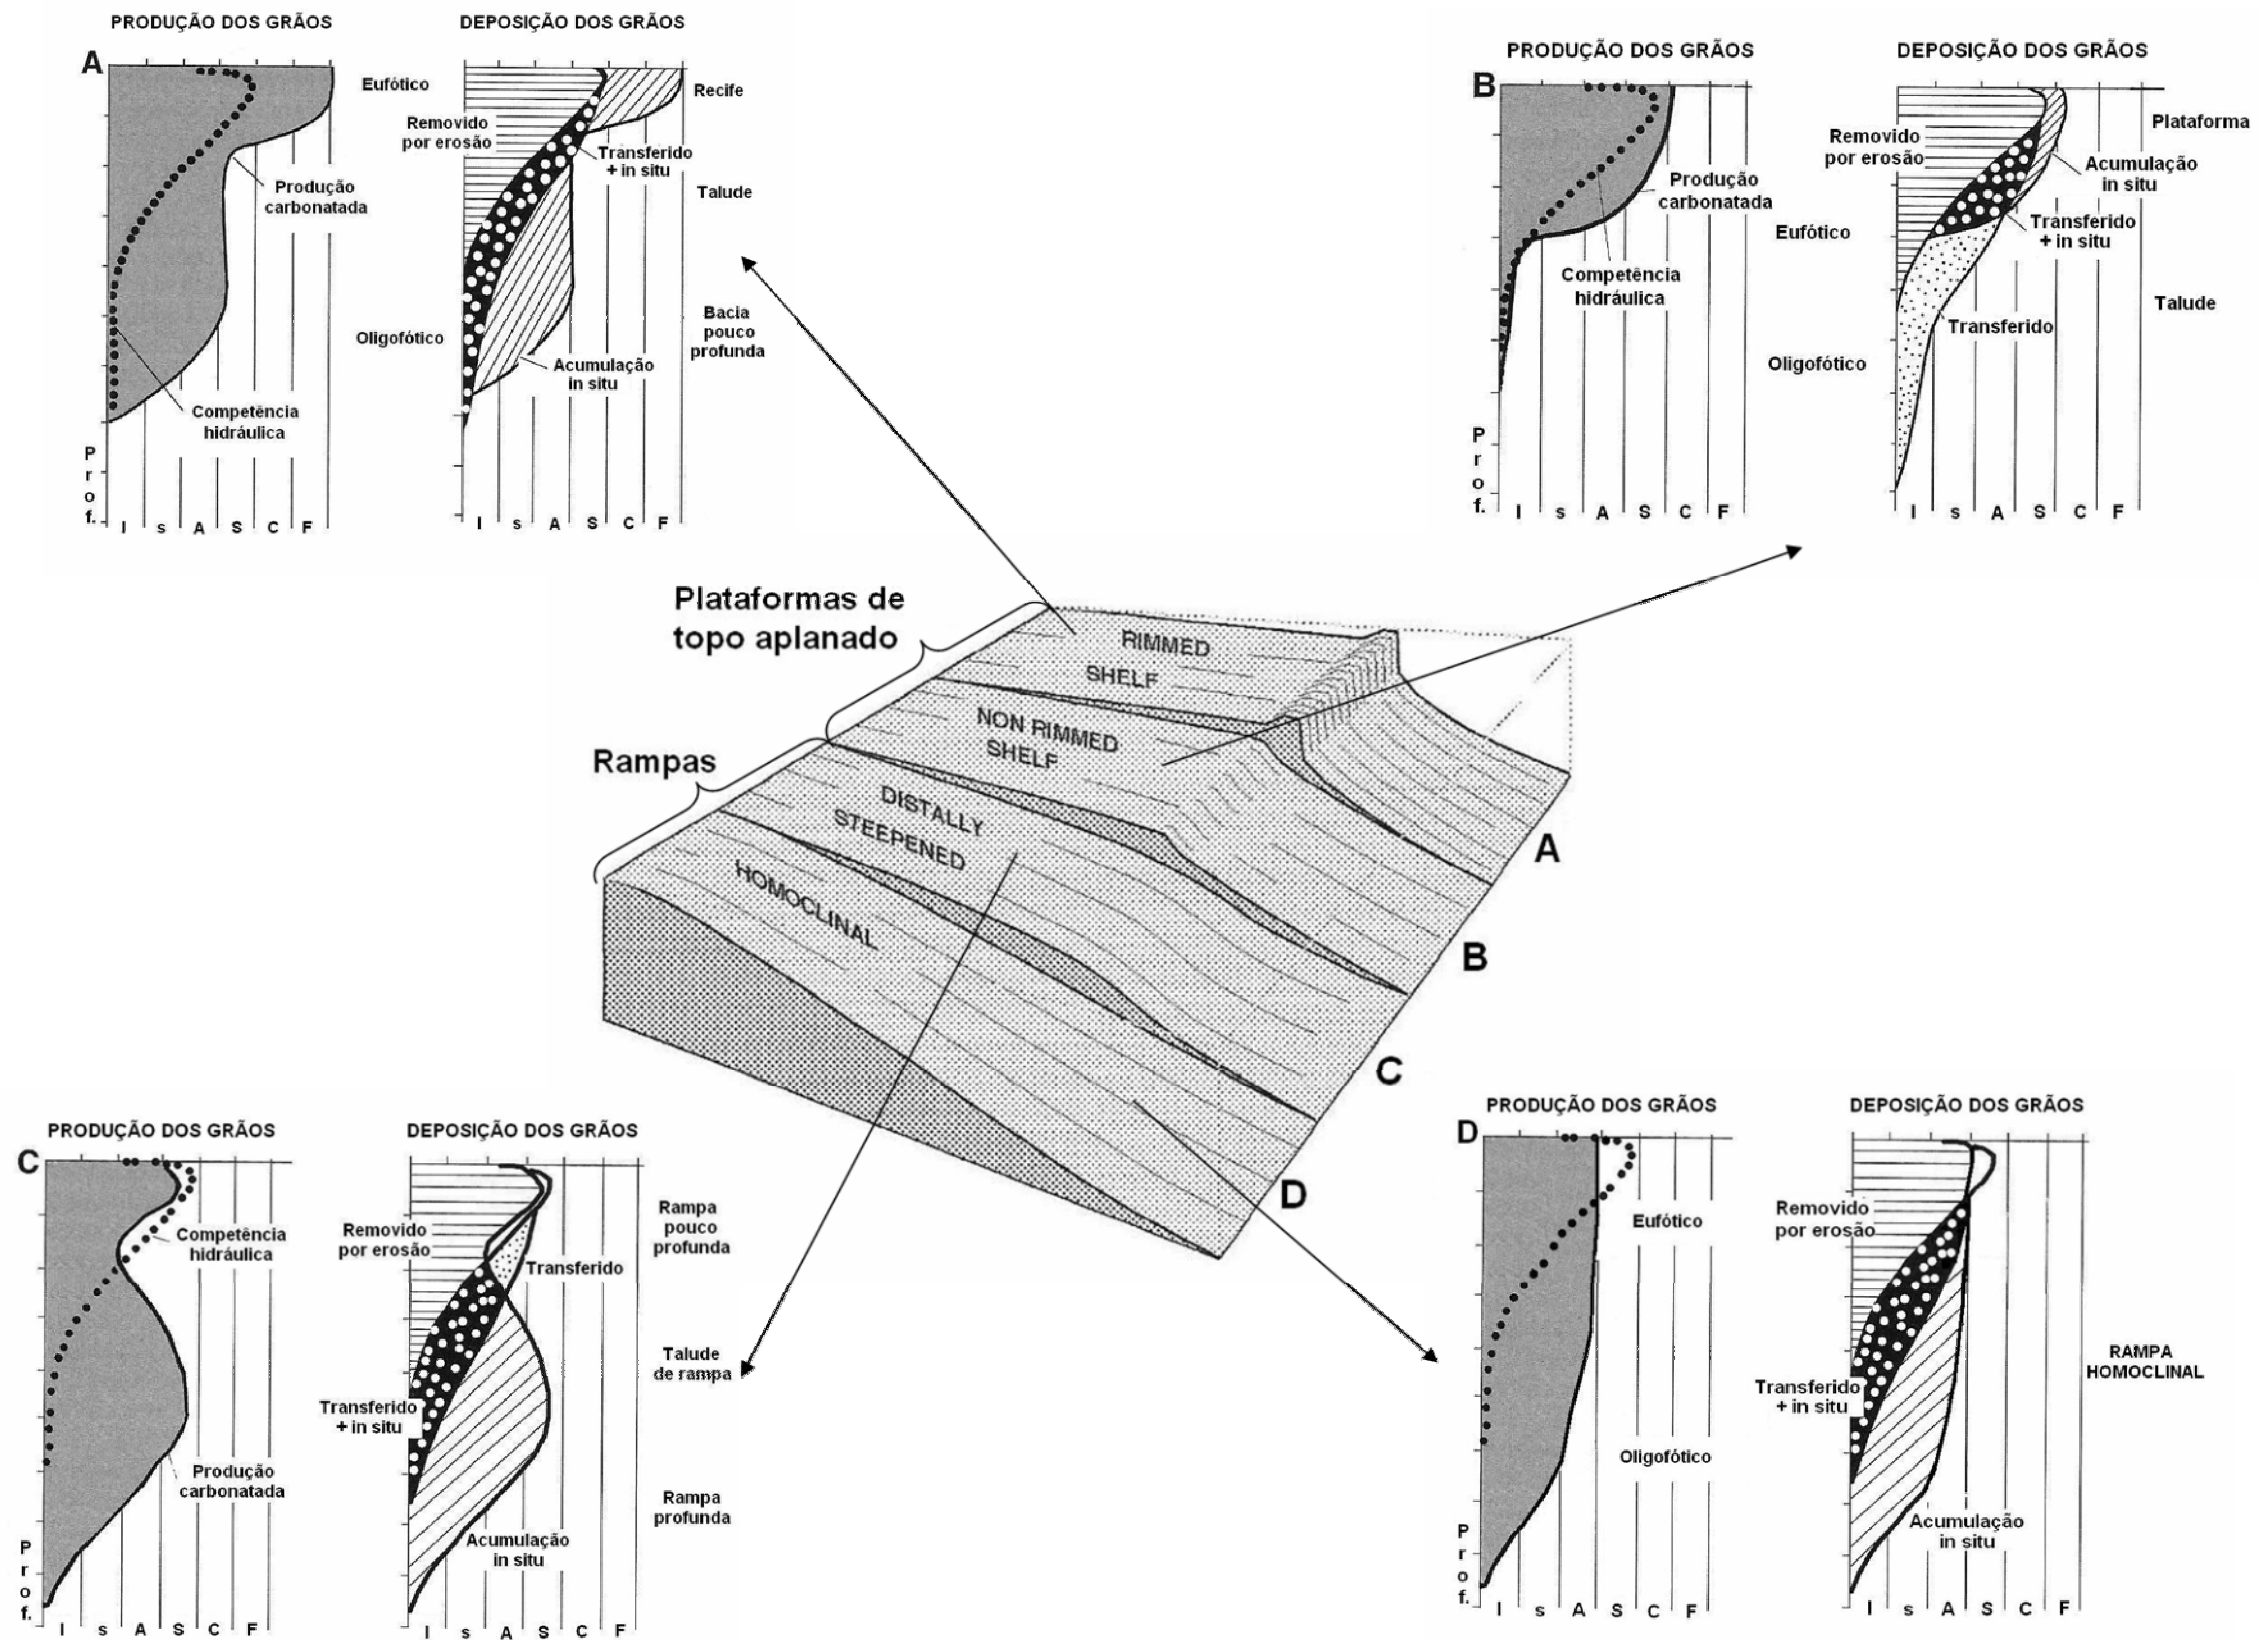 PRODUÇÃO DOS GRÃOS
DEPOSIÇÃO DOS GRÃOS
A
Eufótico
Removido
por erosão
Recife
Transferido
+ in situ
Produção
carbonatada
Talude
Oligofótico
Bacia
pouco
profunda
Acumulação
in situ
Competência
hidráulica
P
r
o
f.
I s A S C F
I s A S C F
PRODUÇÃO DOS GRÃOS
DEPOSIÇÃO DOS GRÃOS
B
Plataforma
Removido
por erosão
Acumulação
in situ
Produção
carbonatada
Transferido
+ in situ
Eufótico
Competência
hidráulica
Talude
Transferido
Oligofótico
P
r
o
f.
I s A S C F
I s A S C F
Plataformas de
topo aplanado
Rampas
RIMMED
SHELF
NON RIMMED
SHELF
DISTALLY
STEEPENED
HOMOCLINAL
A
B
C
D
PRODUÇÃO DOS GRÃOS
DEPOSIÇÃO DOS GRÃOS
C
Competência
hidráulica
Removido
por erosão
Rampa
pouco
profunda
Transferido
Talude
de rampa
Transferido
+ in situ
Produção
carbonatada
Rampa
profunda
Acumulação
in situ
P
r
o
f.
I s A S C F
I s A S C F
PRODUÇÃO DOS GRÃOS
DEPOSIÇÃO DOS GRÃOS
D
Eufótico
Removido
por erosão
RAMPA
HOMOCLINAL
Transferido
+ in situ
Oligofótico
Acumulação
in situ
P
r
o
f.
I s A S C F
I s A S C F